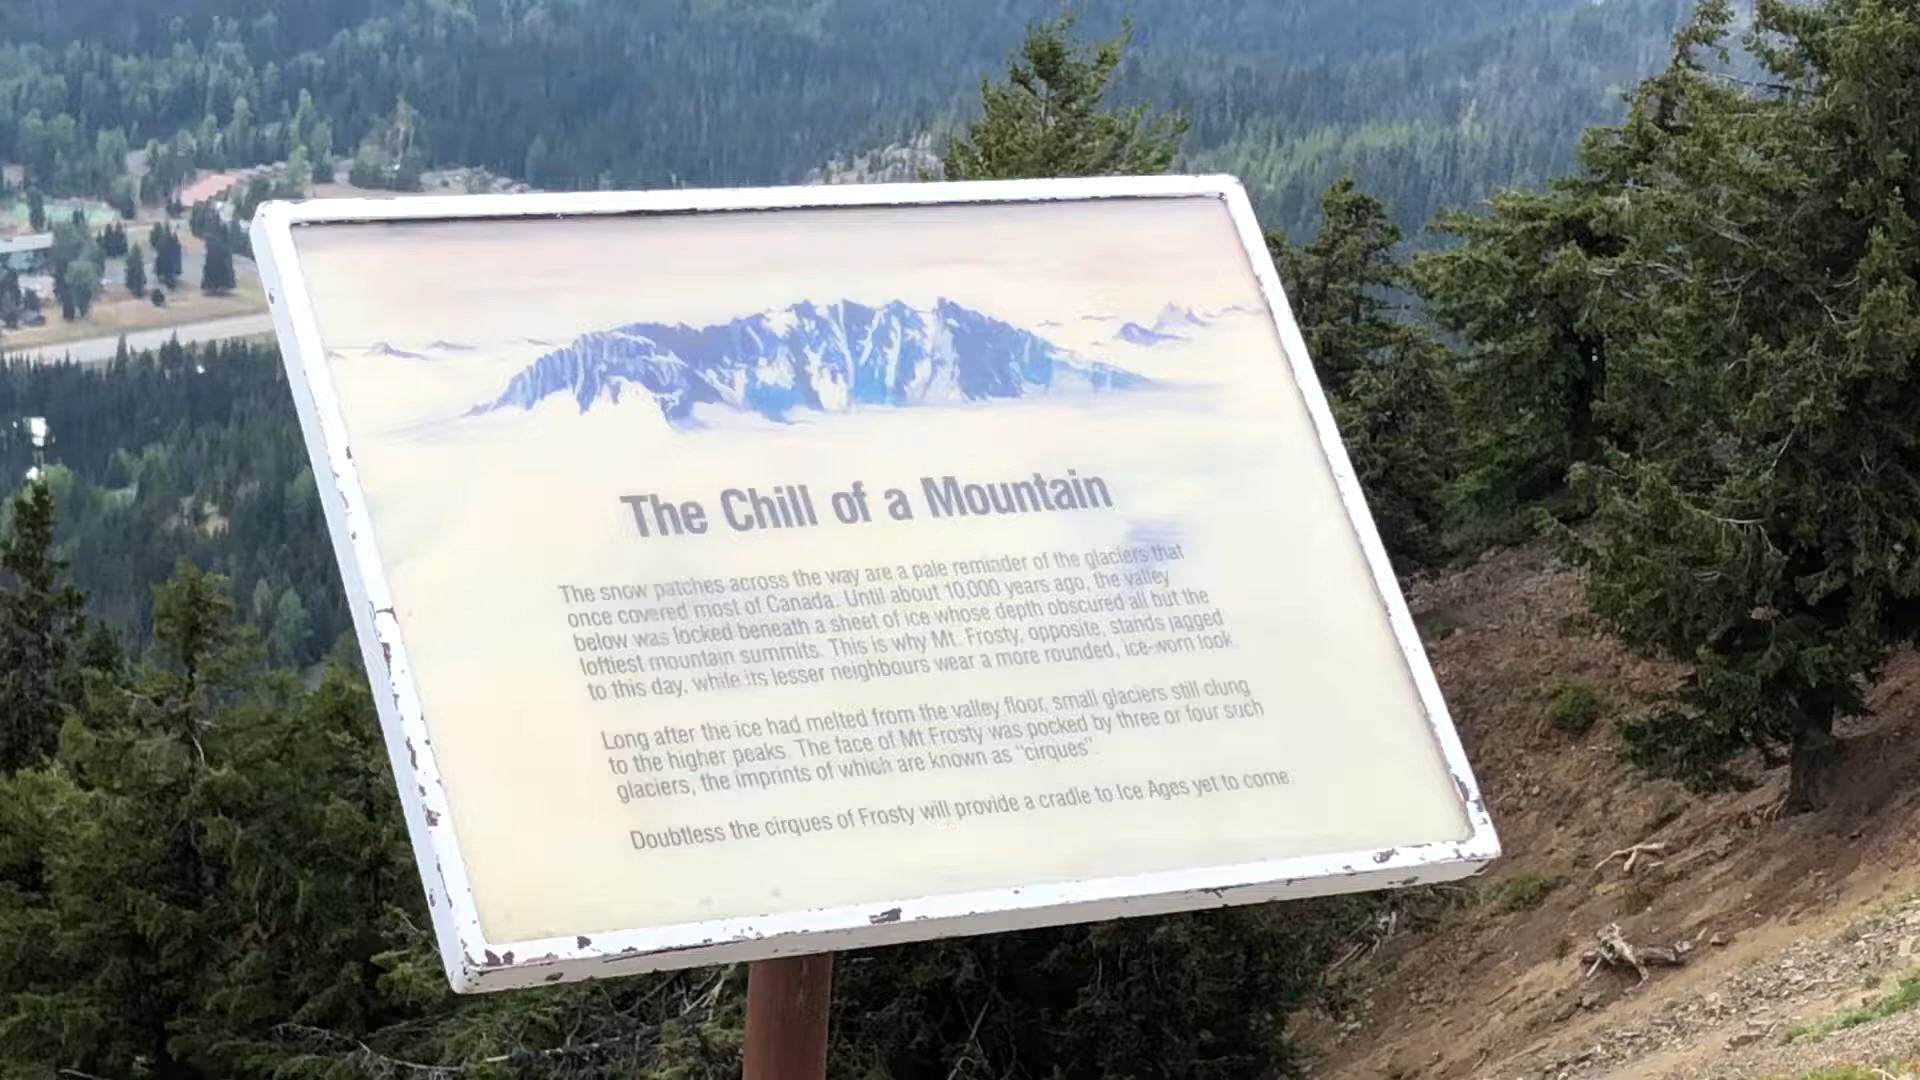 The Chill of a Mountain
The snow patches across the way are a pale reminder of the glaciers that
once covered most of Canada. Until about 10,000 years ago, the valley
below was locked beneath a sheet of ice whose depth obscured all but the
loftiest mountain summits. This is why Mt. Frosty, opposite, stands jagged
to this day, while its lesser neighbours wear a more rounded, ice-worn look.
Long after the ice had melted from the valley floor, small glaciers still clung
to the higher peaks. The face of Mt Frosty was pocked by three or four such
glaciers, the imprints of which are known as "cirques".
Doubtless the cirques of Frosty will provide a cradle to Ice Ages yet to come.